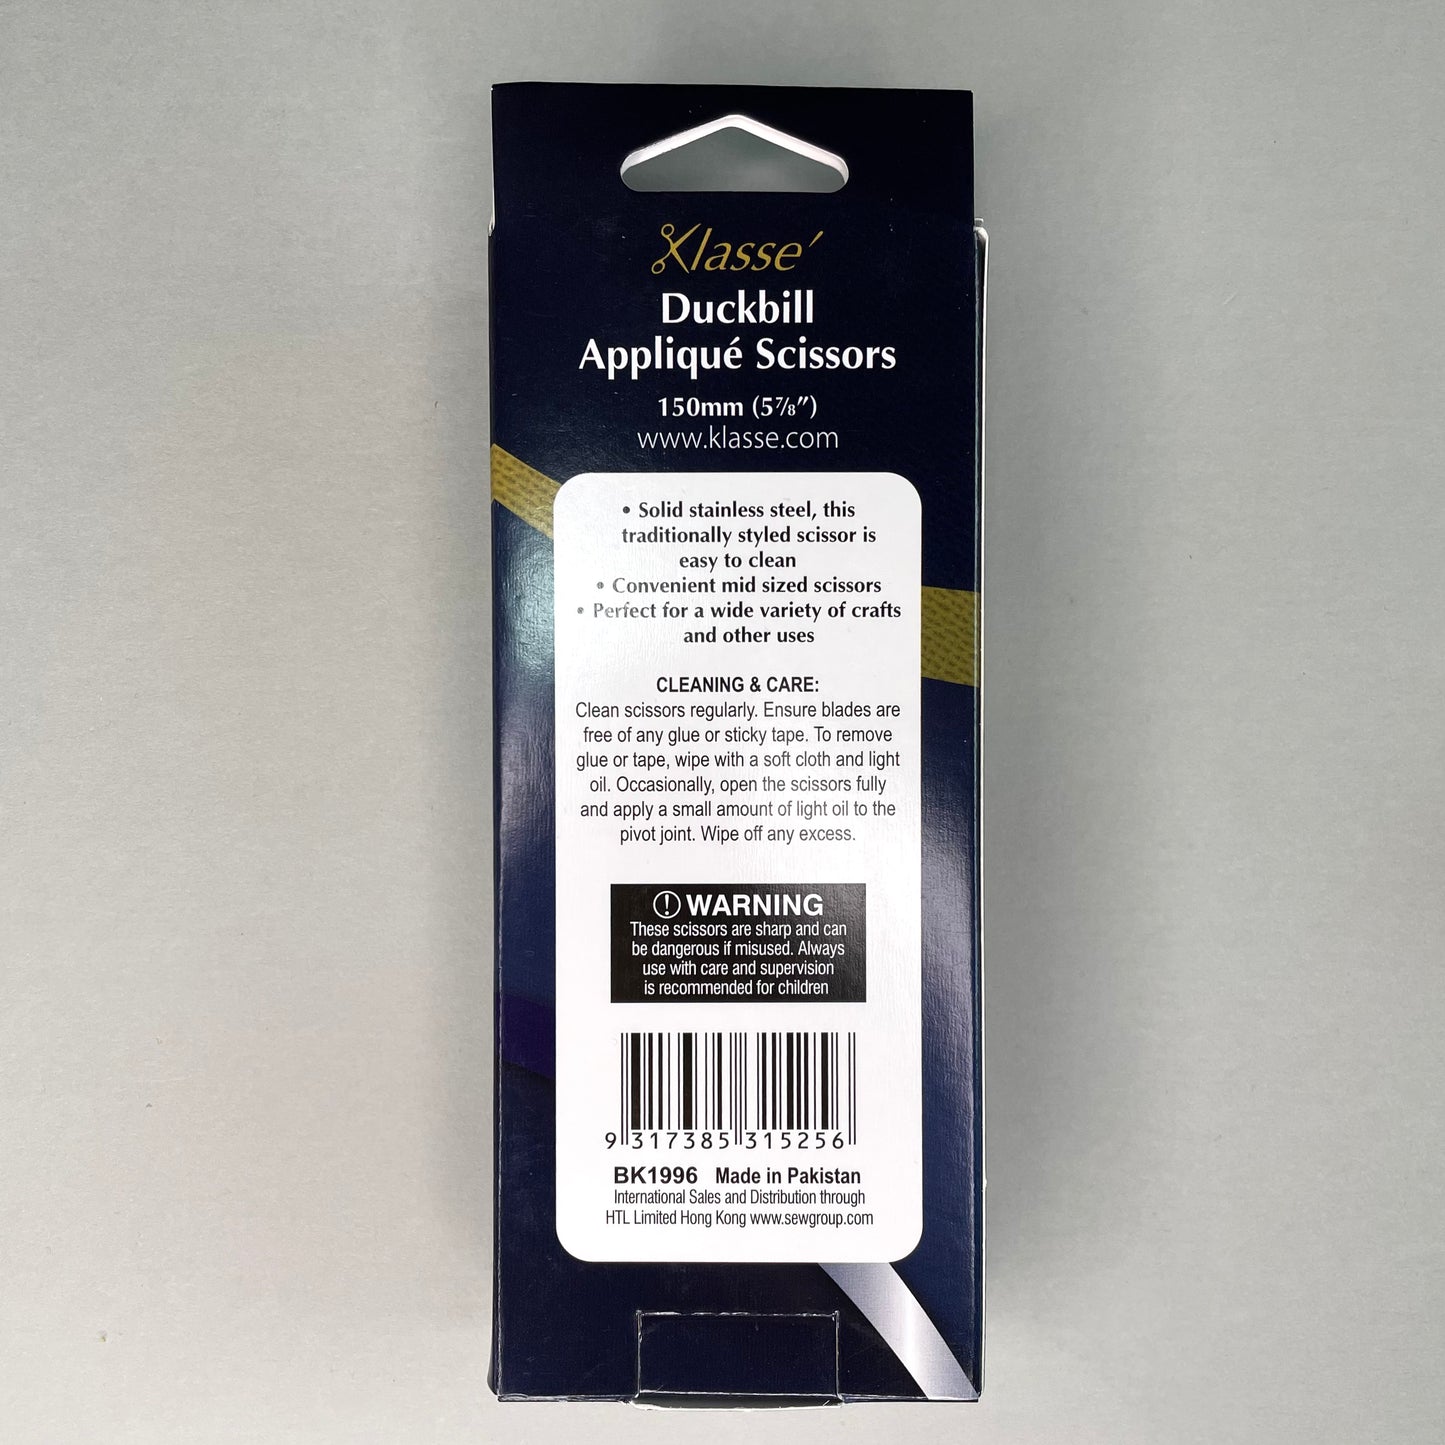 Klassé
Duckbill
Appliqué Scissors
150mm (5⅞″)
www.klasse.com
• Solid stainless steel, this
traditionally styled scissor is
easy to clean
• Convenient mid sized scissors
• Perfect for a wide variety of crafts
and other uses
CLEANING & CARE:
Clean scissors regularly. Ensure blades are
free of any glue or sticky tape. To remove
glue or tape, wipe with a soft cloth and light
oil. Occasionally, open the scissors fully
and apply a small amount of light oil to the
pivot joint. Wipe off any excess.
! WARNING
These scissors are sharp and can
be dangerous if misused. Always
use with care and supervision
is recommended for children
9 317385 315256
BK1996 Made in Pakistan
International Sales and Distribution through
HTL Limited Hong Kong www.sewgroup.com